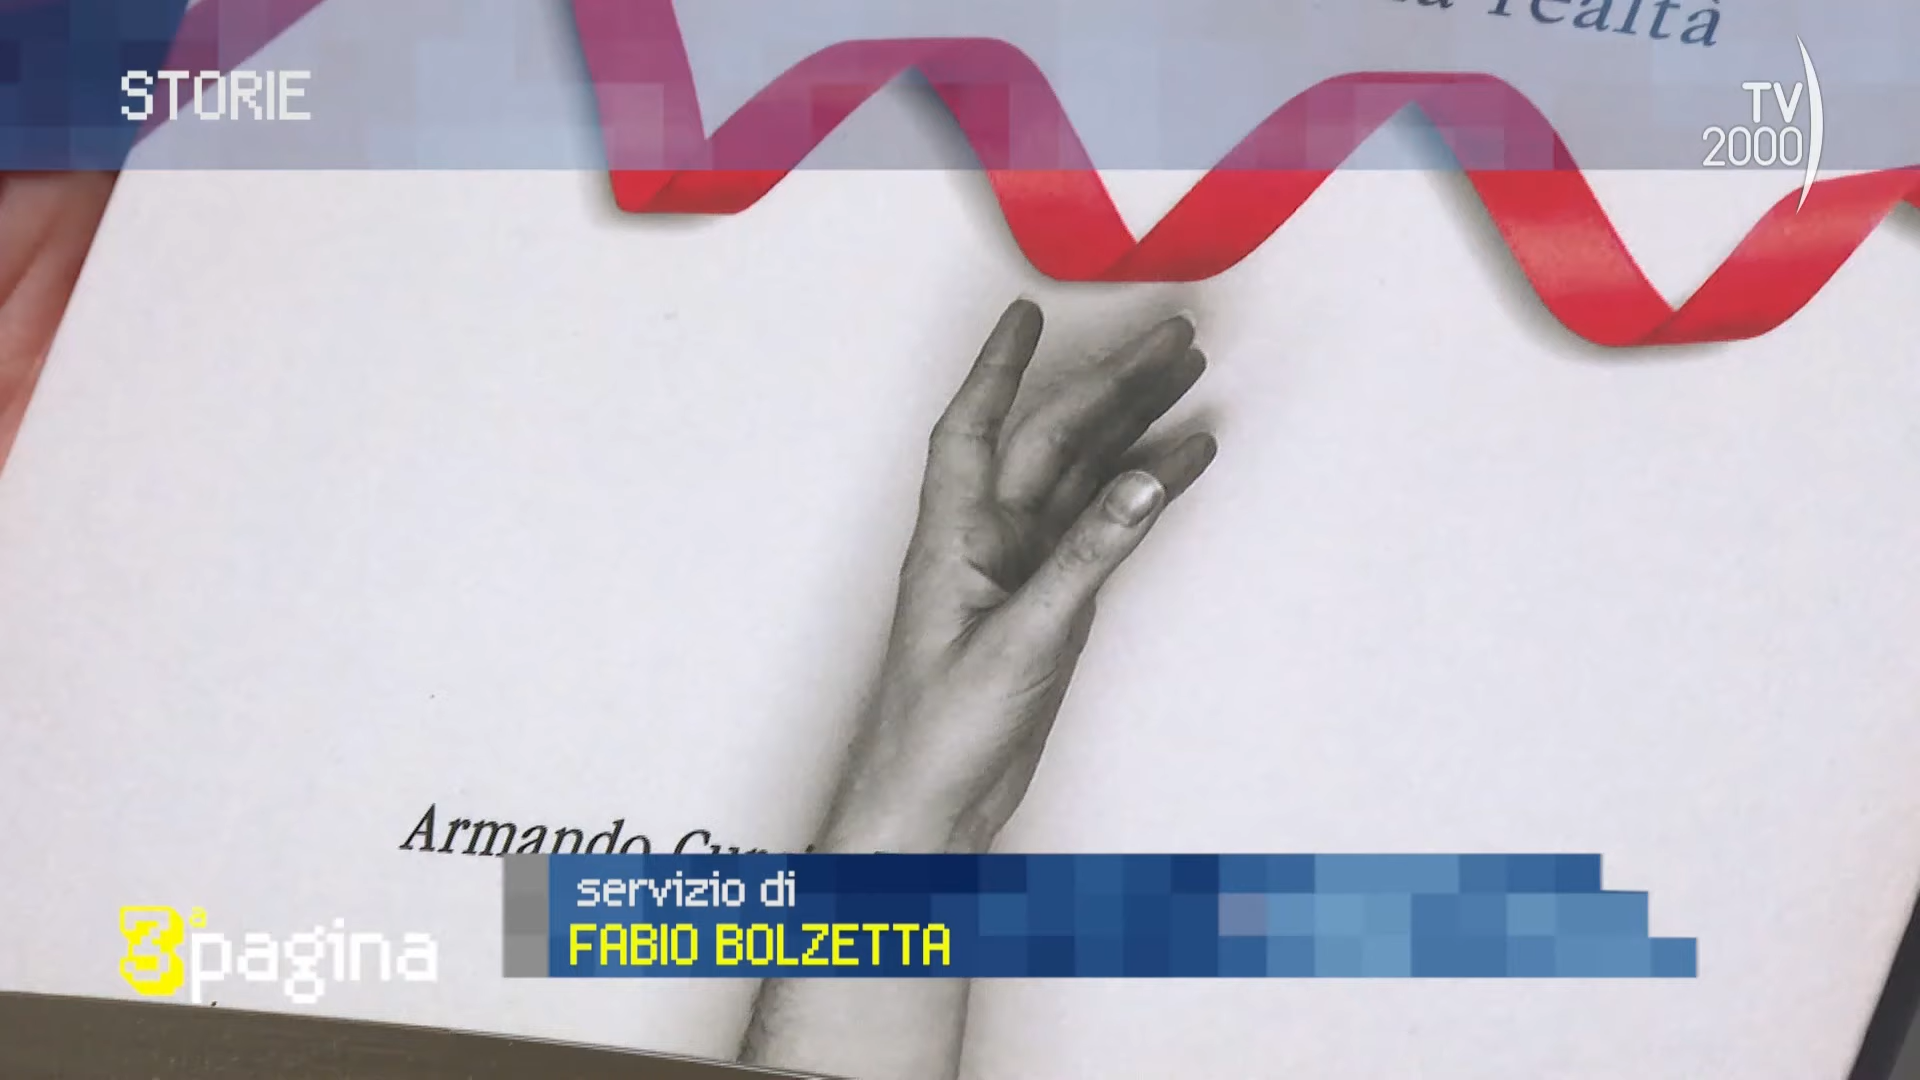 realtà
STORIE
TV
2000
Armando
servizio di
FABIO BOLZETTA
3ª pagina